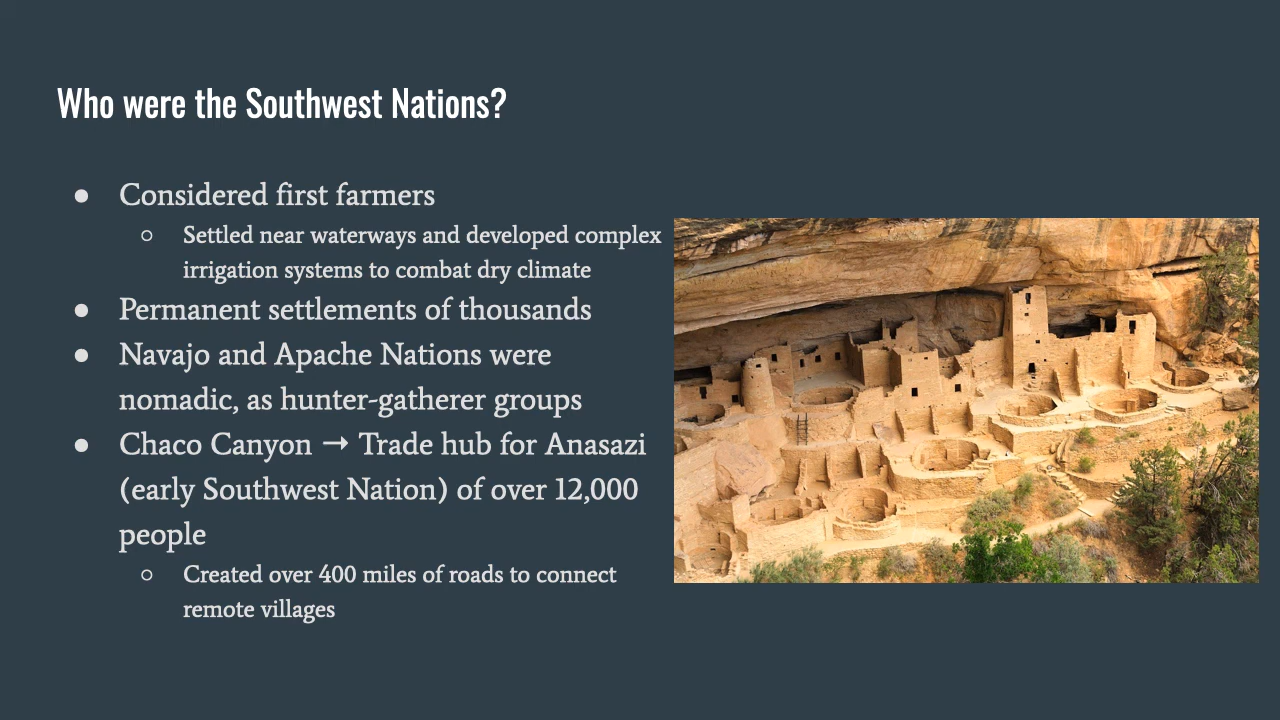 Who were the Southwest Nations?
● Considered first farmers
○ Settled near waterways and developed complex
irrigation systems to combat dry climate
● Permanent settlements of thousands
● Navajo and Apache Nations were
nomadic, as hunter-gatherer groups
● Chaco Canyon → Trade hub for Anasazi
(early Southwest Nation) of over 12,000
people
○ Created over 400 miles of roads to connect
remote villages